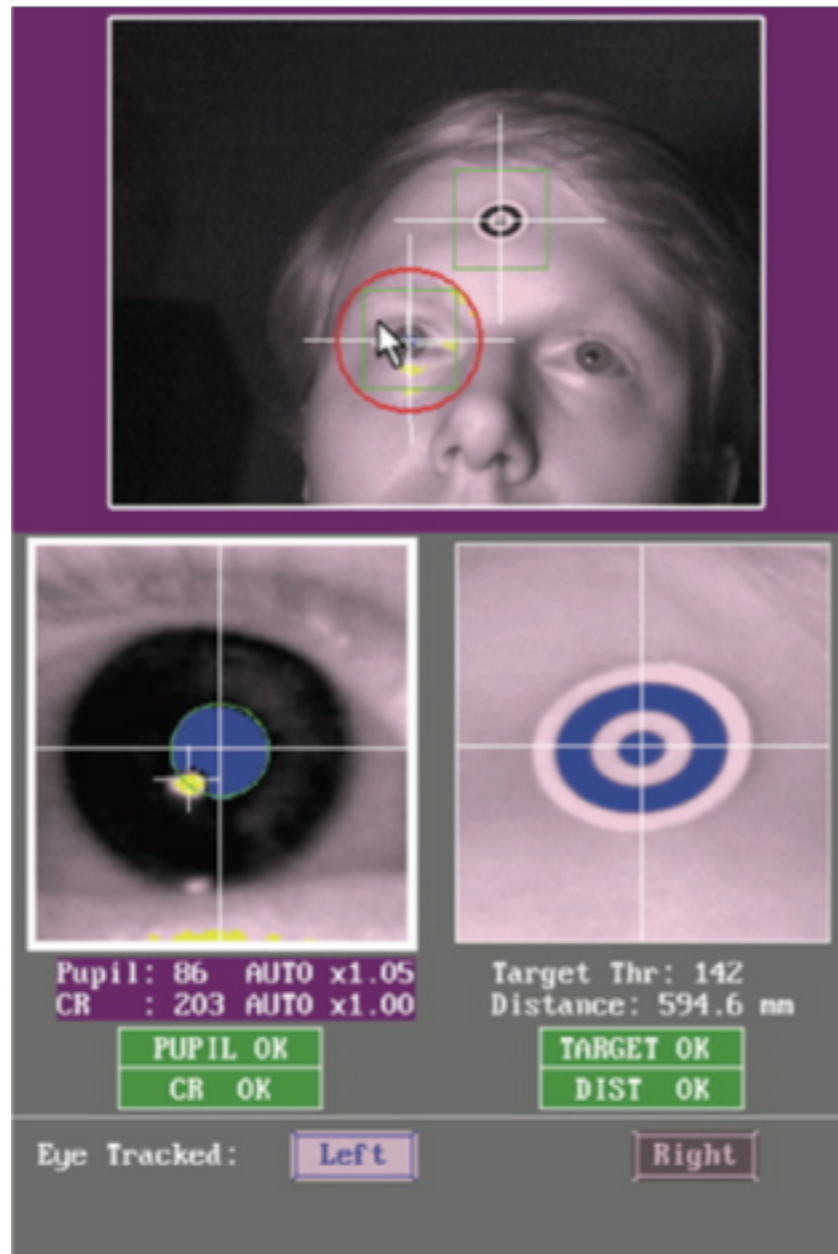 Pupil: 86 AUTO x1.05
CR : 203 AUTO x1.00
PUPIL OK
CR OK
Target Thr: 142
Distance: 594.6 mm
TARGET OK
DIST OK
Eye Tracked: Left Right